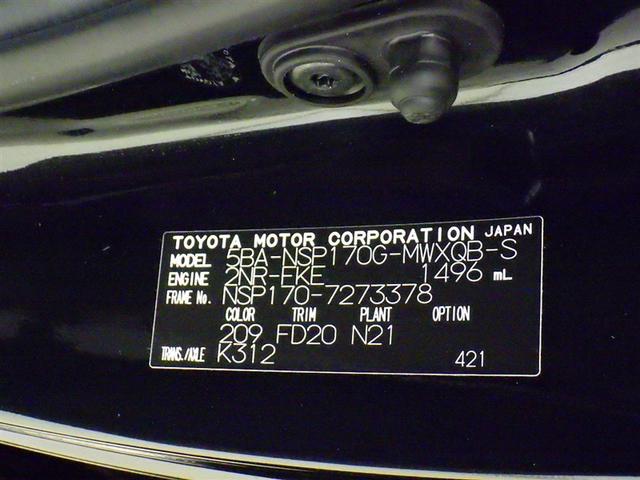 TOYOTA MOTOR CORPORATION JAPAN
MODEL 5BA-NSP170G-MWXQB-S
ENGINE 2NR-FKE 1496 mL
FRAME No. NSP170-7273378
COLOR TRIM PLANT OPTION
209 FD20 N21
TRANS./AXLE K312 421